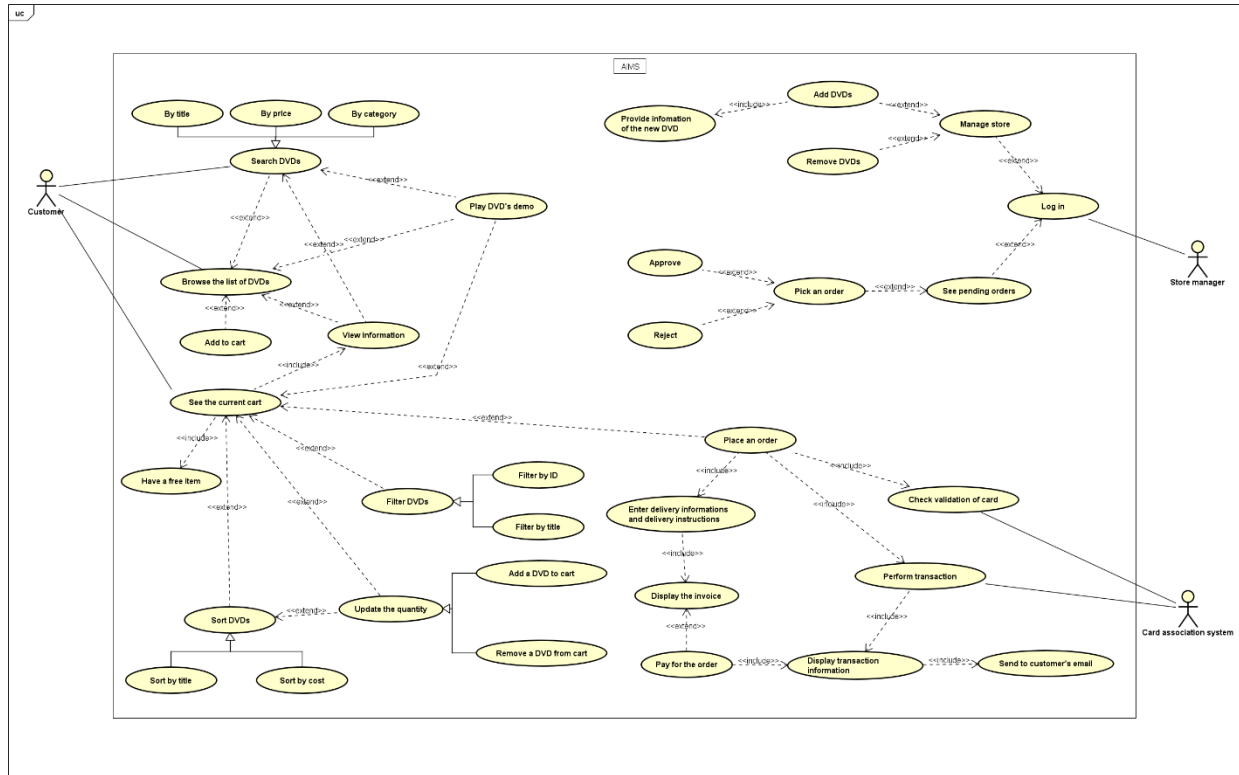 uc
AIMS
By title
By price
By category
Add DVDs
<<include>>
Provide infomation
of the new DVD
<<extend>>
Manage store
<<extend>>
Search DVDs
Remove DVDs
<<extend>>
<<extend>>
Customer
Play DVD's demo
Log in
<<extend>>
<<extend>>
<<extend>>
Approve
<<extend>>
<<extend>>
Browse the list of DVDs
Pick an order
<<extend>>
See pending orders
Store manager
<<extend>>
<<extend>>
<<extend>>
Add to cart
View information
Reject
<<include>>
<<extend>>
See the current cart
<<extend>>
<<include>>
Place an order
<<extend>>
<<include>>
<<include>>
Have a free item
Filter by ID
Filter DVDs
Check validation of card
<<extend>>
<<extend>>
Enter delivery informations
and delivery instructions
<<include>>
Filter by title
<<include>>
Add a DVD to cart
Perform transaction
Display the invoice
<<extend>>
Update the quantity
Sort DVDs
<<include>>
<<extend>>
Card association system
Remove a DVD from cart
Pay for the order
<<include>>
Display transaction
information
<<include>>
Send to customer's email
Sort by title
Sort by cost